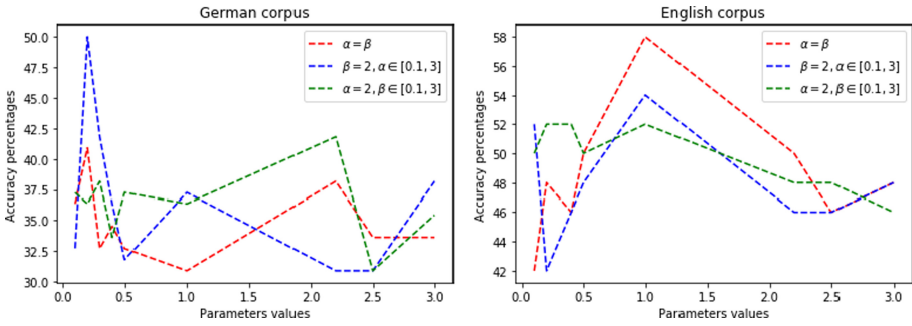 German corpus
Accuracy percentages
50.0
47.5
45.0
42.5
40.0
37.5
35.0
32.5
30.0
α = β
β = 2, α ∈ [0.1, 3]
α = 2, β ∈ [0.1, 3]
0.0 0.5 1.0 1.5 2.0 2.5 3.0
Parameters values
English corpus
Accuracy percentages
58
56
54
52
50
48
46
44
42
α = β
β = 2, α ∈ [0.1, 3]
α = 2, β ∈ [0.1, 3]
0.0 0.5 1.0 1.5 2.0 2.5 3.0
Parameters values